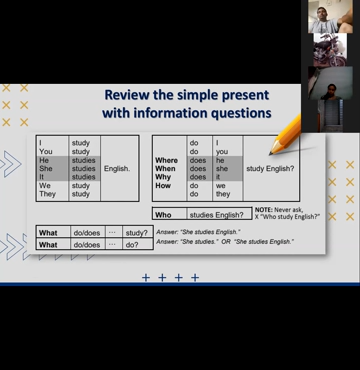 Review the simple present
with information questions
I study
You study
He studies
She studies English.
It studies
We study
They study
do I
do you
Where does he
When does she study English?
Why does it
How do we
do they
Who studies English?
NOTE: Never ask,
X "Who study English?"
What do/does ... study?
Answer: "She studies English."
What do/does ... do?
Answer: "She studies." OR "She studies English."